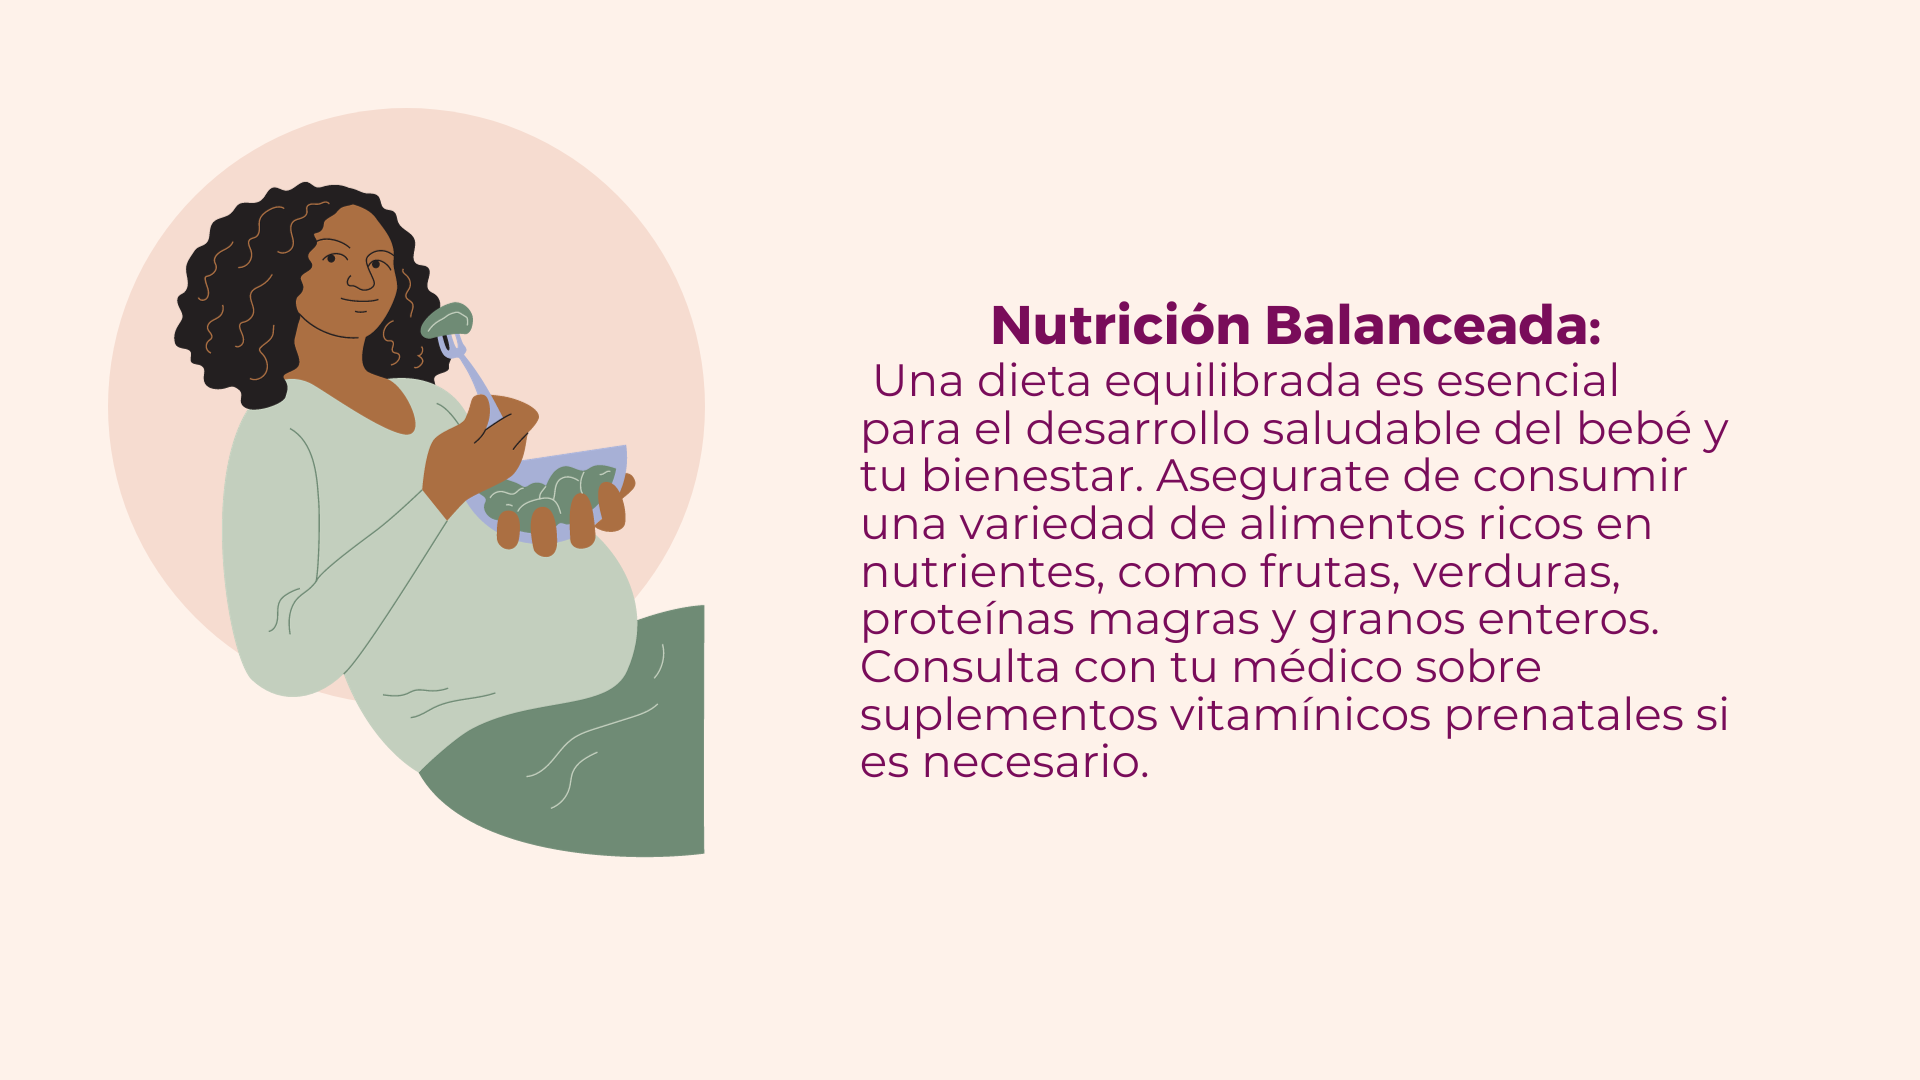 Nutrición Balanceada:
Una dieta equilibrada es esencial
para el desarrollo saludable del bebé y
tu bienestar. Asegurate de consumir
una variedad de alimentos ricos en
nutrientes, como frutas, verduras,
proteínas magras y granos enteros.
Consulta con tu médico sobre
suplementos vitamínicos prenatales si
es necesario.